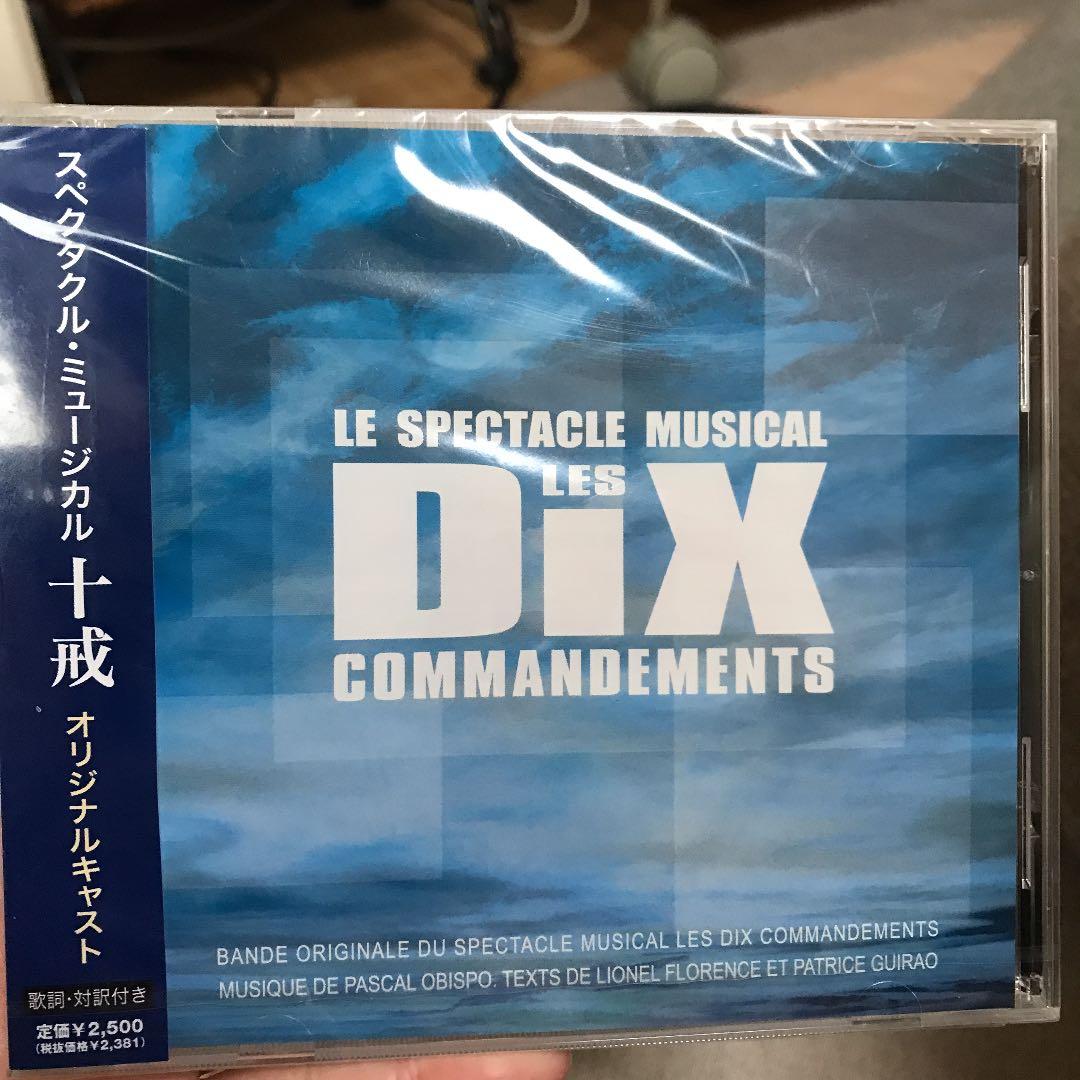 スペクタクル・ミュージカル 十戒 オリジナルキャスト
歌詞・対訳付き
定価¥2,500
(税抜価格¥2,381)
LE SPECTACLE MUSICAL
LES
DiX
COMMANDEMENTS
BANDE ORIGINALE DU SPECTACLE MUSICAL LES DIX COMMANDEMENTS
MUSIQUE DE PASCAL OBISPO. TEXTS DE LIONEL FLORENCE ET PATRICE GUIRAO